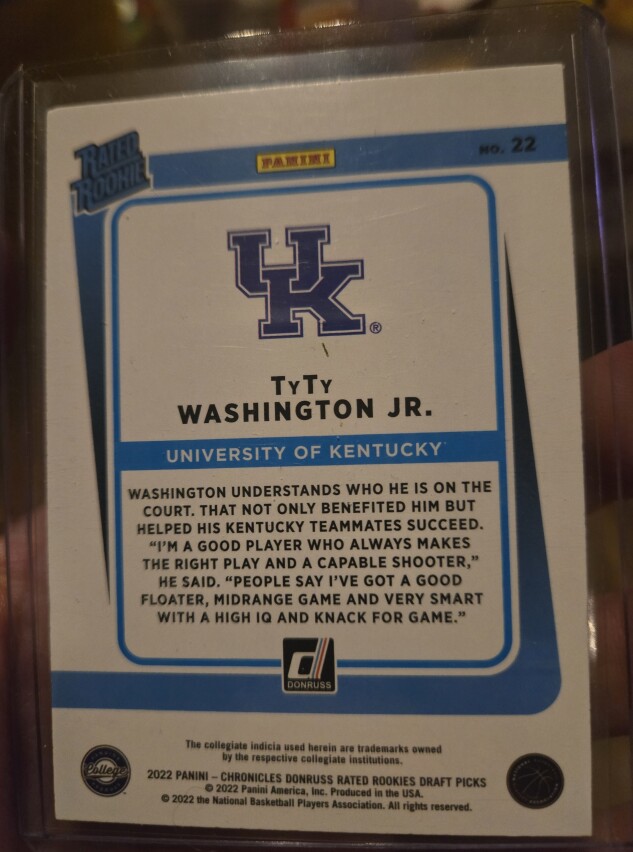 RATED
ROOKIE
PANINI
NO. 22
UK®
TYTY
WASHINGTON JR.
UNIVERSITY OF KENTUCKY
WASHINGTON UNDERSTANDS WHO HE IS ON THE
COURT. THAT NOT ONLY BENEFITED HIM BUT
HELPED HIS KENTUCKY TEAMMATES SUCCEED.
“I’M A GOOD PLAYER WHO ALWAYS MAKES
THE RIGHT PLAY AND A CAPABLE SHOOTER,”
HE SAID. “PEOPLE SAY I’VE GOT A GOOD
FLOATER, MIDRANGE GAME AND VERY SMART
WITH A HIGH IQ AND KNACK FOR GAME.”
d
DONRUSS
The collegiate indicia used herein are trademarks owned
by the respective collegiate institutions.
College
2022 PANINI – CHRONICLES DONRUSS RATED ROOKIES DRAFT PICKS
© 2022 Panini America, Inc. Produced in the USA.
© 2022 the National Basketball Players Association. All rights reserved.